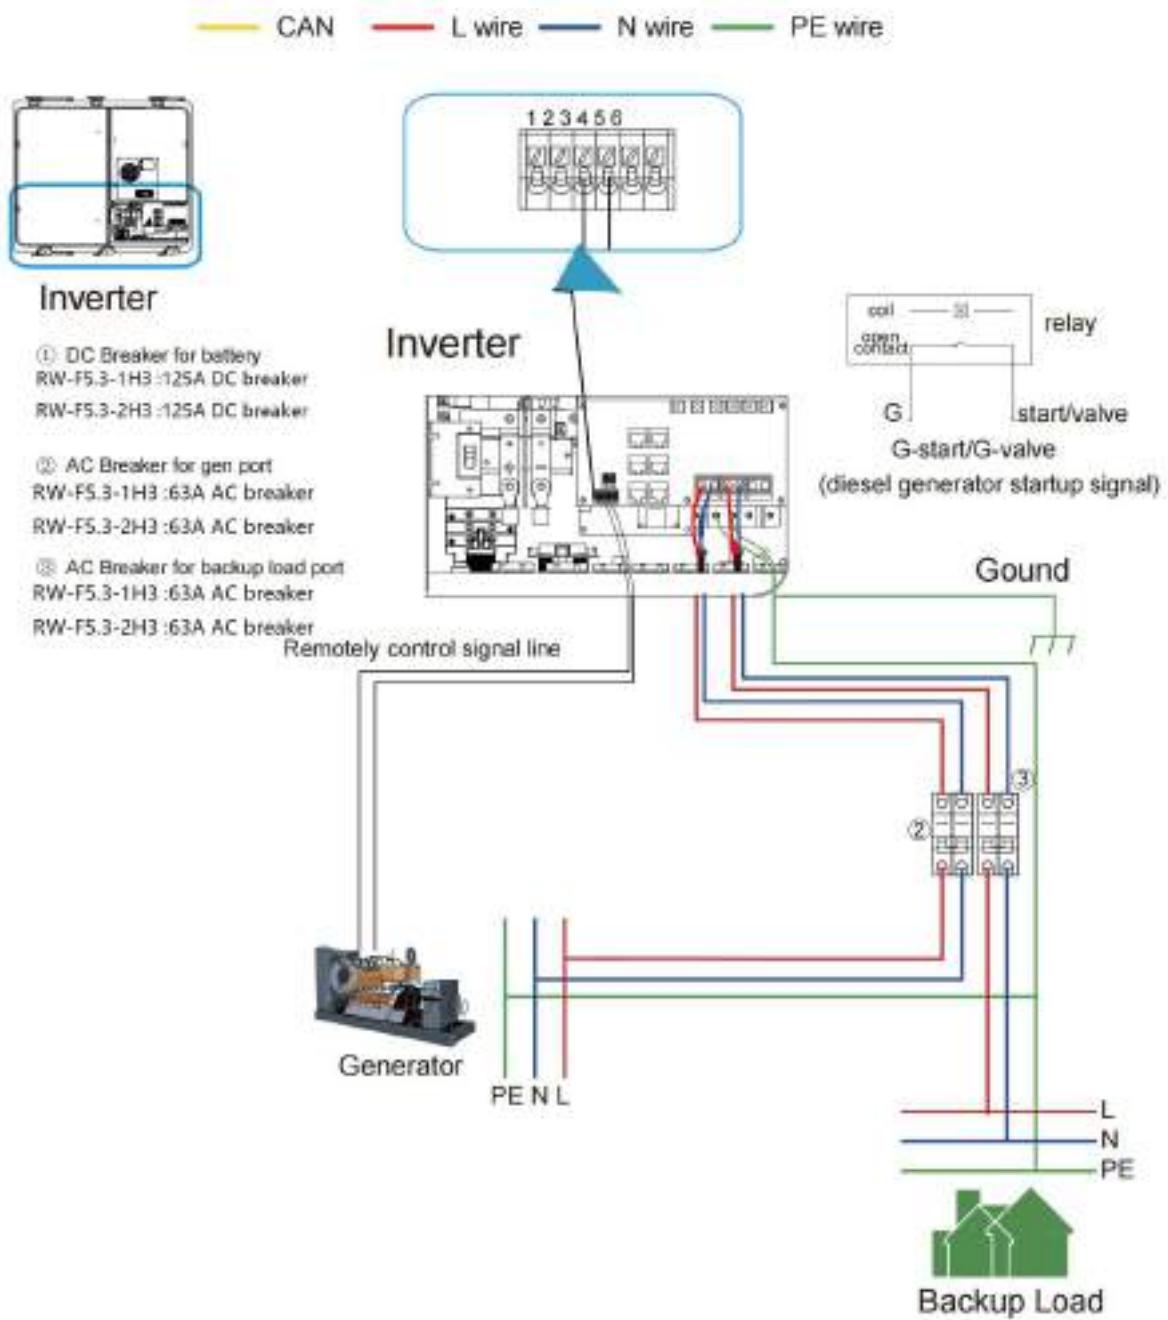 CAN L wire N wire PE wire
1 2 3 4 5 6
Inverter
① DC Breaker for battery
RW-F5.3-1H3 :125A DC breaker
RW-F5.3-2H3 :125A DC breaker
② AC Breaker for gen port
RW-F5.3-1H3 :63A AC breaker
RW-F5.3-2H3 :63A AC breaker
③ AC Breaker for backup load port
RW-F5.3-1H3 :63A AC breaker
RW-F5.3-2H3 :63A AC breaker
Inverter
coil
open
contact
relay
G start/valve
G-start/G-valve
(diesel generator startup signal)
Gound
Remotely control signal line
③
②
Generator
PE N L
L
N
PE
Backup Load